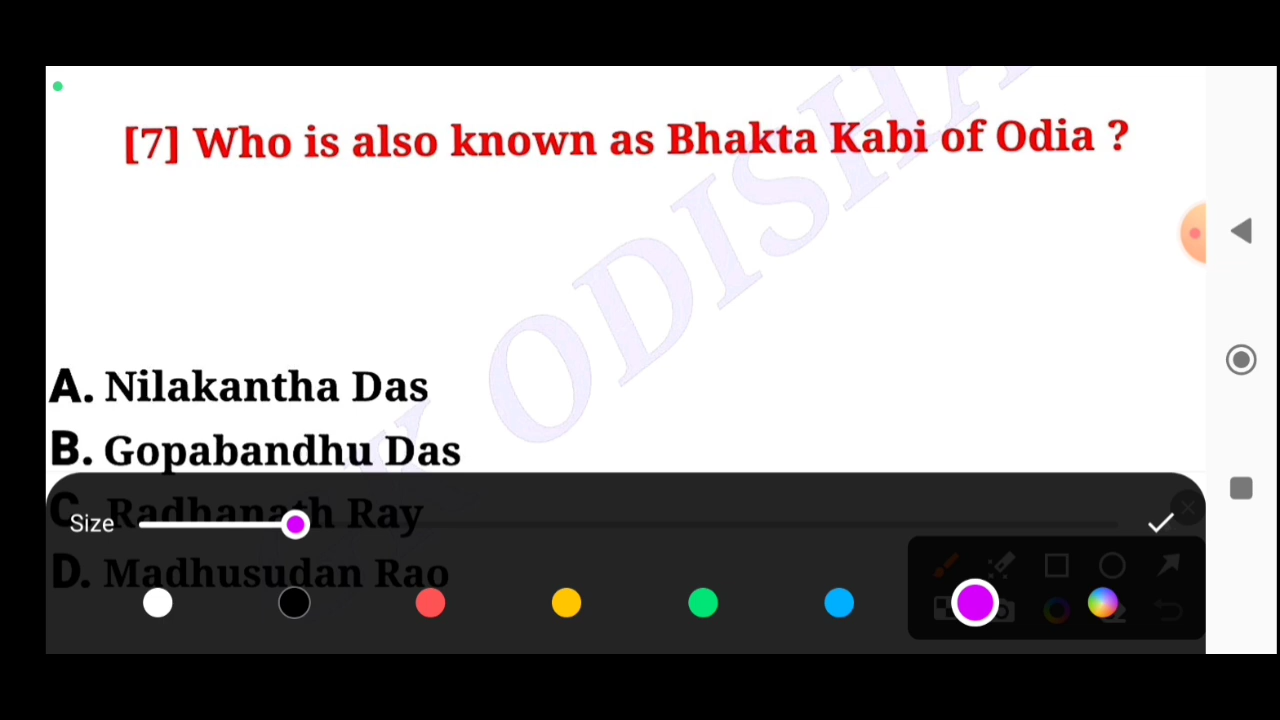 [7] Who is also known as Bhakta Kabi of Odia ?
K ODISHA
A. Nilakantha Das
B. Gopabandhu Das
C. Radhanath Ray
Size
D. Madhusudan Rao